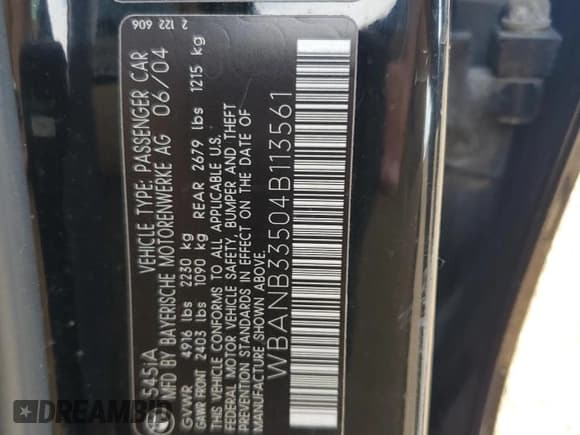 2 122 606
545iA VEHICLE TYPE: PASSENGER CAR
MFD BY BAYERISCHE MOTORENWERKE AG 06/04
GVWR 4916 lbs 2230 kg
GAWR FRONT 2403 lbs 1090 kg REAR 2679 lbs 1215 kg
THIS VEHICLE CONFORMS TO ALL APPLICABLE U.S.
FEDERAL MOTOR VEHICLE SAFETY, BUMPER AND THEFT
PREVENTION STANDARDS IN EFFECT ON THE DATE OF
MANUFACTURE SHOWN ABOVE.
WBANB33504B113561
DREAMBID